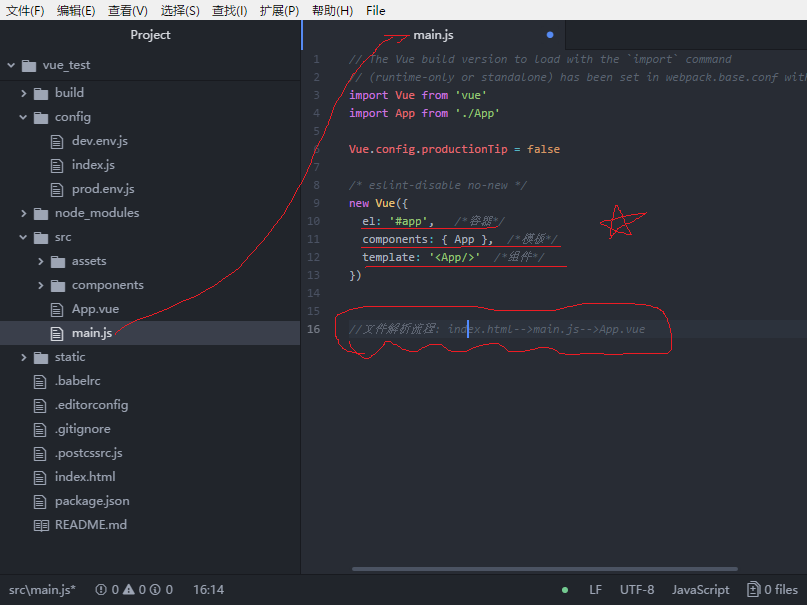 文件(F) 编辑(E) 查看(V) 选择(S) 查找(I) 扩展(P) 帮助(H) File
Project
main.js
vue_test
build
config
dev.env.js
index.js
prod.env.js
node_modules
src
assets
components
App.vue
main.js
static
.babelrc
.editorconfig
.gitignore
.postcssrc.js
index.html
package.json
README.md
1 // The Vue build version to load with the `import` command
2 // (runtime-only or standalone) has been set in webpack.base.conf with
3 import Vue from 'vue'
4 import App from './App'
5
6 Vue.config.productionTip = false
7
8 /* eslint-disable no-new */
9 new Vue({
10 el: '#app', /*容器*/
11 components: { App }, /*模板*/
12 template: '<App/>' /*组件*/
13 })
14
15
16 //文件解析流程: index.html-->main.js-->App.vue
src\main.js* 0 0 0 16:14 LF UTF-8 JavaScript 0 files